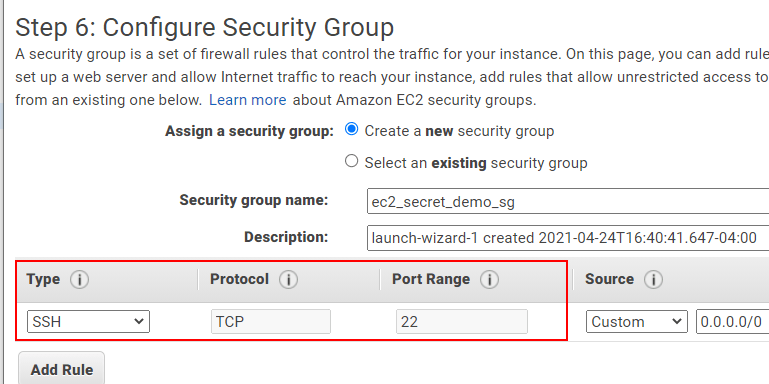 Step 6: Configure Security Group
A security group is a set of firewall rules that control the traffic for your instance. On this page, you can add rule
set up a web server and allow Internet traffic to reach your instance, add rules that allow unrestricted access to
from an existing one below. Learn more about Amazon EC2 security groups.
Assign a security group: Create a new security group
Select an existing security group
Security group name: ec2_secret_demo_sg
Description: launch-wizard-1 created 2021-04-24T16:40:41.647-04:00
Type i Protocol i Port Range i Source i
SSH TCP 22 Custom 0.0.0.0/0
Add Rule